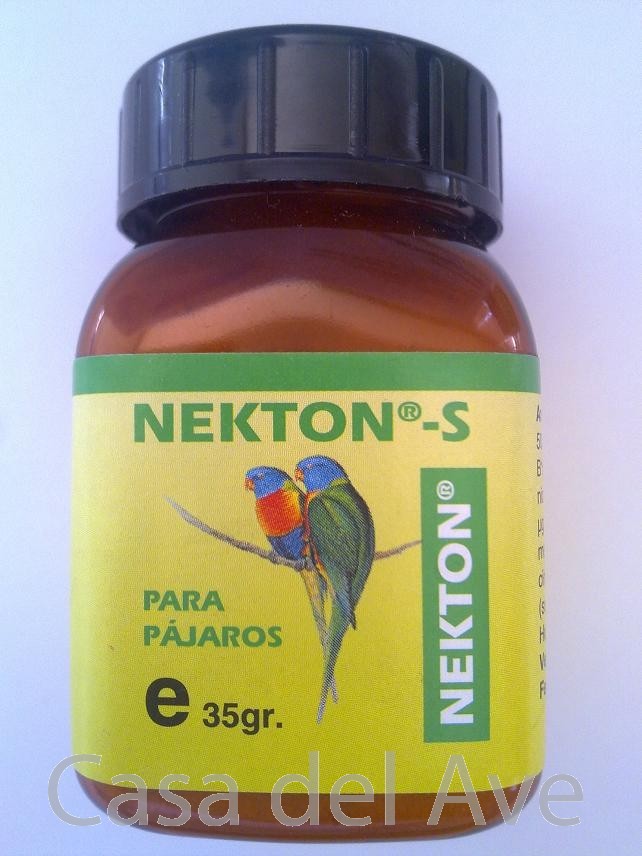 NEKTON®-S
NEKTON®
PARA
PÁJAROS
e 35gr.
Casa del Ave